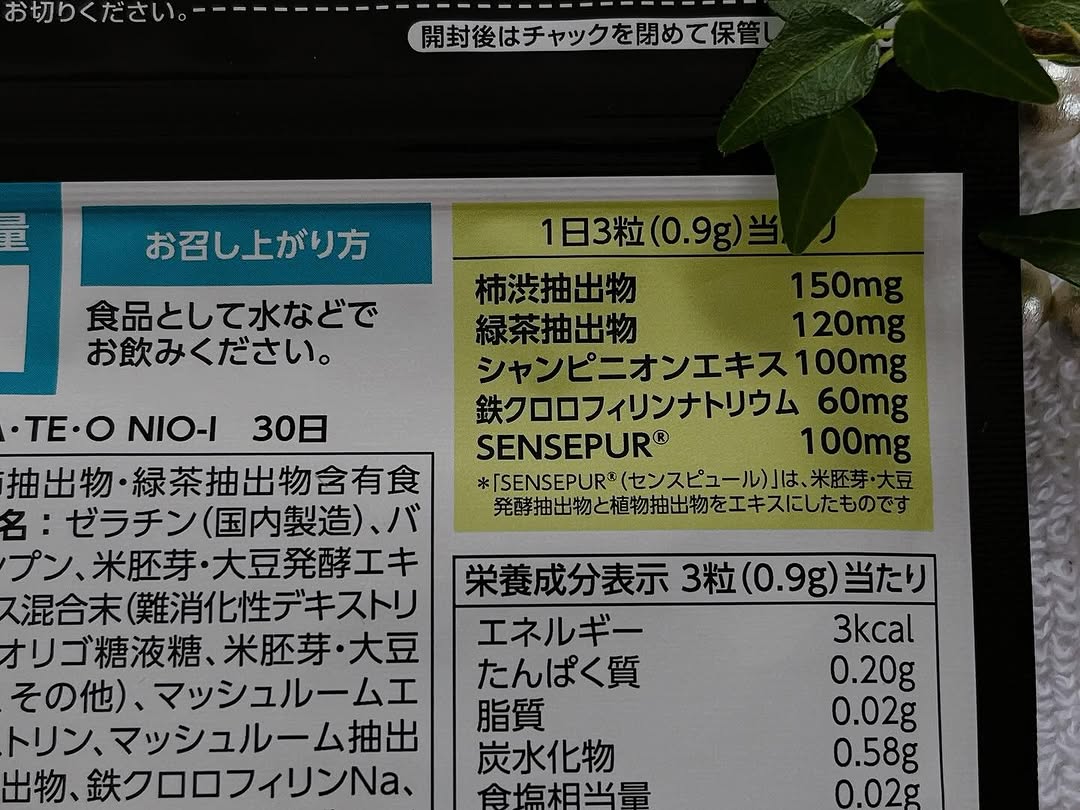 お切りください。
開封後はチャックを閉めて保管し
量
お召し上がり方
食品として水などで
お飲みください。
・TE・O NIO-I 30日
抽出物・緑茶抽出物含有食
名：ゼラチン（国内製造）、バ
ンプン、米胚芽・大豆発酵エキ
ス混合末（難消化性デキストリ
オリゴ糖液糖、米胚芽・大豆
、その他）、マッシュルームエ
トリン、マッシュルーム抽出
出物、鉄クロロフィリンNa、
1日3粒（0.9g）当たり
柿渋抽出物 150mg
緑茶抽出物 120mg
シャンピニオンエキス 100mg
鉄クロロフィリンナトリウム 60mg
SENSEPUR® 100mg
＊「SENSEPUR®（センスピュール）」は、米胚芽・大豆
発酵抽出物と植物抽出物をエキスにしたものです
栄養成分表示 3粒（0.9g）当たり
エネルギー 3kcal
たんぱく質 0.20g
脂質 0.02g
炭水化物 0.58g
食塩相当量 0.02g